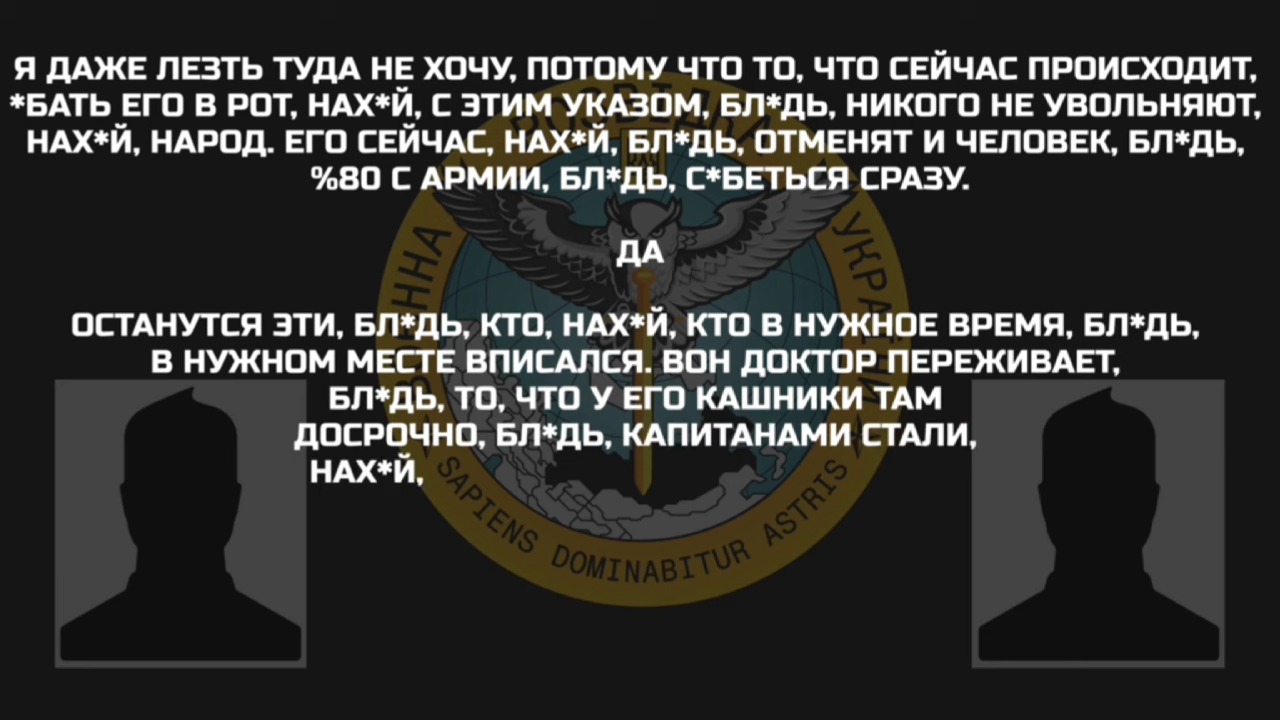 Я ДАЖЕ ЛЕЗТЬ ТУДА НЕ ХОЧУ, ПОТОМУ ЧТО ТО, ЧТО СЕЙЧАС ПРОИСХОДИТ,
*БАТЬ ЕГО В РОТ, НАХ*Й, С ЭТИМ УКАЗОМ, БЛ*ДЬ, НИКОГО НЕ УВОЛЬНЯЮТ,
НАХ*Й, НАРОД. ЕГО СЕЙЧАС, НАХ*Й, БЛ*ДЬ, ОТМЕНЯТ И ЧЕЛОВЕК, БЛ*ДЬ,
%80 С АРМИИ, БЛ*ДЬ, С*БЕТЬСЯ СРАЗУ.
ДА
ОСТАНУТСЯ ЭТИ, БЛ*ДЬ, КТО, НАХ*Й, КТО В НУЖНОЕ ВРЕМЯ, БЛ*ДЬ,
В НУЖНОМ МЕСТЕ ВПИСАЛСЯ. ВОН ДОКТОР ПЕРЕЖИВАЕТ,
БЛ*ДЬ, ТО, ЧТО У ЕГО КАШНИКИ ТАМ
ДОСРОЧНО, БЛ*ДЬ, КАПИТАНАМИ СТАЛИ,
НАХ*Й,
ВОЄННА РОЗВІДКА УКРАЇНИ
SAPIENS DOMINABITUR ASTRIS